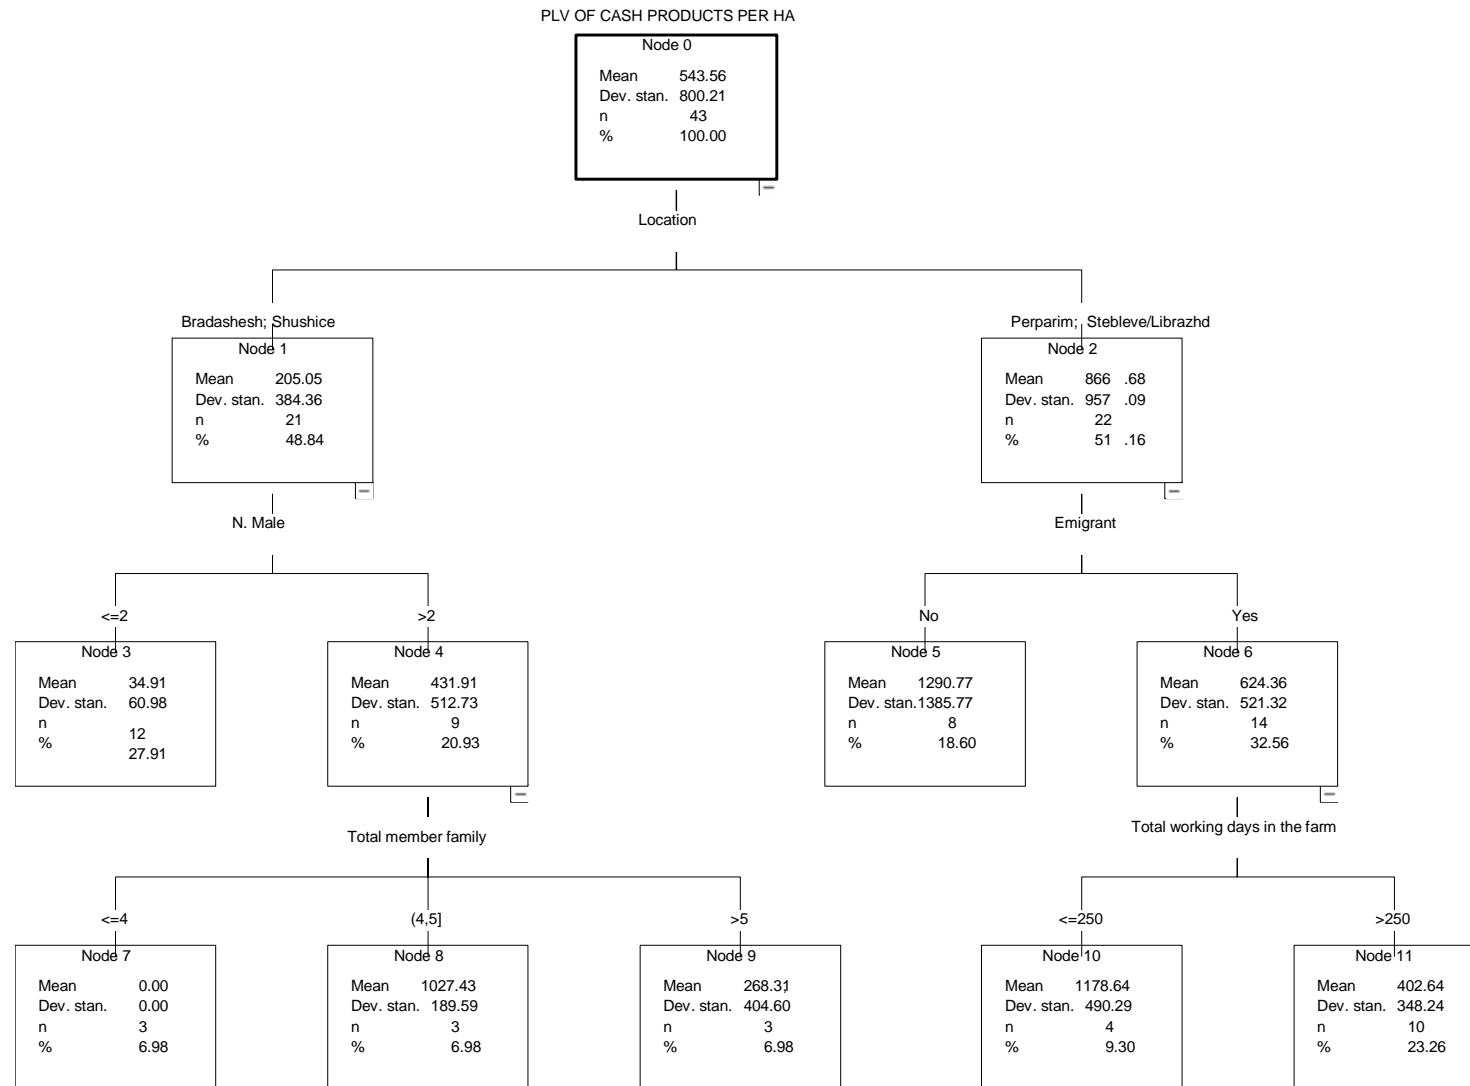 PLV OF CASH PRODUCTS PER HA
Node 0
Mean 543.56
Dev. stan. 800.21
n 43
% 100.00
Location
Bradashesh; Shushice
Node 1
Mean 205.05
Dev. stan. 384.36
n 21
% 48.84
Perparim; Stebleve/Librazhd
Node 2
Mean 866 .68
Dev. stan. 957 .09
n 22
% 51 .16
N. Male
Emigrant
<=2
Node 3
Mean 34.91
Dev. stan. 60.98
n 12
% 27.91
>2
Node 4
Mean 431.91
Dev. stan. 512.73
n 9
% 20.93
No
Node 5
Mean 1290.77
Dev. stan. 1385.77
n 8
% 18.60
Yes
Node 6
Mean 624.36
Dev. stan. 521.32
n 14
% 32.56
Total member family
Total working days in the farm
<=4
Node 7
Mean 0.00
Dev. stan. 0.00
n 3
% 6.98
(4,5]
Node 8
Mean 1027.43
Dev. stan. 189.59
n 3
% 6.98
>5
Node 9
Mean 268.31
Dev. stan. 404.60
n 3
% 6.98
<=250
Node 10
Mean 1178.64
Dev. stan. 490.29
n 4
% 9.30
>250
Node 11
Mean 402.64
Dev. stan. 348.24
n 10
% 23.26